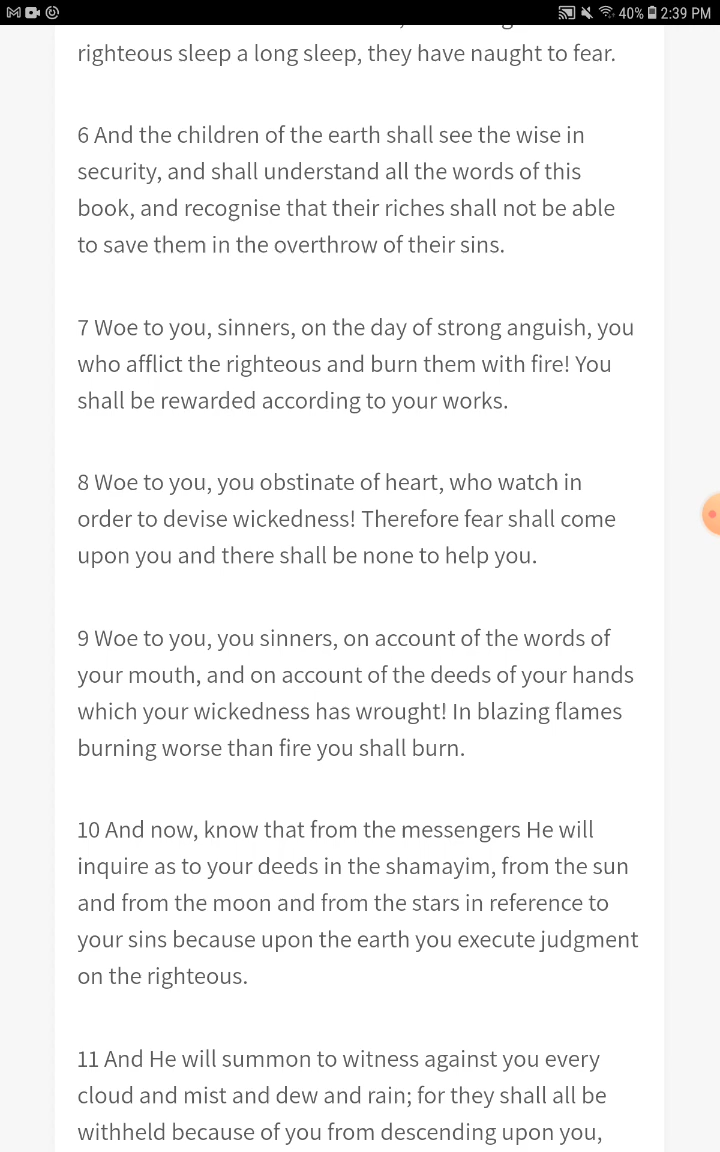 40% 2:39 PM
righteous sleep a long sleep, they have naught to fear.
6 And the children of the earth shall see the wise in
security, and shall understand all the words of this
book, and recognise that their riches shall not be able
to save them in the overthrow of their sins.
7 Woe to you, sinners, on the day of strong anguish, you
who afflict the righteous and burn them with fire! You
shall be rewarded according to your works.
8 Woe to you, you obstinate of heart, who watch in
order to devise wickedness! Therefore fear shall come
upon you and there shall be none to help you.
9 Woe to you, you sinners, on account of the words of
your mouth, and on account of the deeds of your hands
which your wickedness has wrought! In blazing flames
burning worse than fire you shall burn.
10 And now, know that from the messengers He will
inquire as to your deeds in the shamayim, from the sun
and from the moon and from the stars in reference to
your sins because upon the earth you execute judgment
on the righteous.
11 And He will summon to witness against you every
cloud and mist and dew and rain; for they shall all be
withheld because of you from descending upon you,